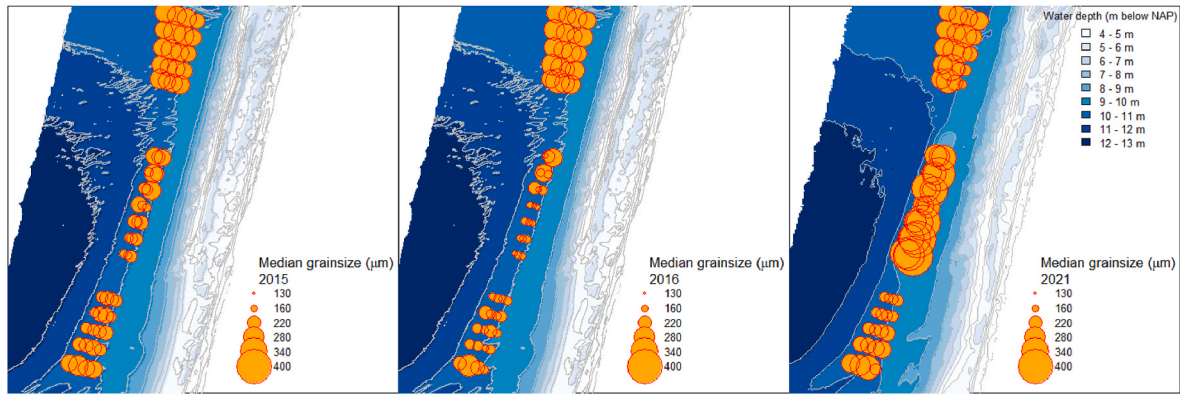 Median grainsize (μm)
2015
130
160
220
280
340
400
Median grainsize (μm)
2016
130
160
220
280
340
400
Water depth (m below NAP)
4 - 5 m
5 - 6 m
6 - 7 m
7 - 8 m
8 - 9 m
9 - 10 m
10 - 11 m
11 - 12 m
12 - 13 m
Median grainsize (μm)
2021
130
160
220
280
340
400